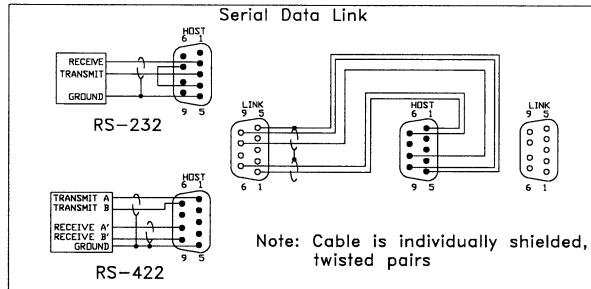 Serial Data Link
HOST
6 1
RECEIVE
TRANSMIT
GROUND
9 5
RS-232
LINK
9 5
6 1
HOST
6 1
9 5
LINK
9 5
6 1
HOST
6 1
TRANSMIT A
TRANSMIT B
RECEIVE A'
RECEIVE B'
GROUND
9 5
RS-422
Note: Cable is individually shielded,
twisted pairs